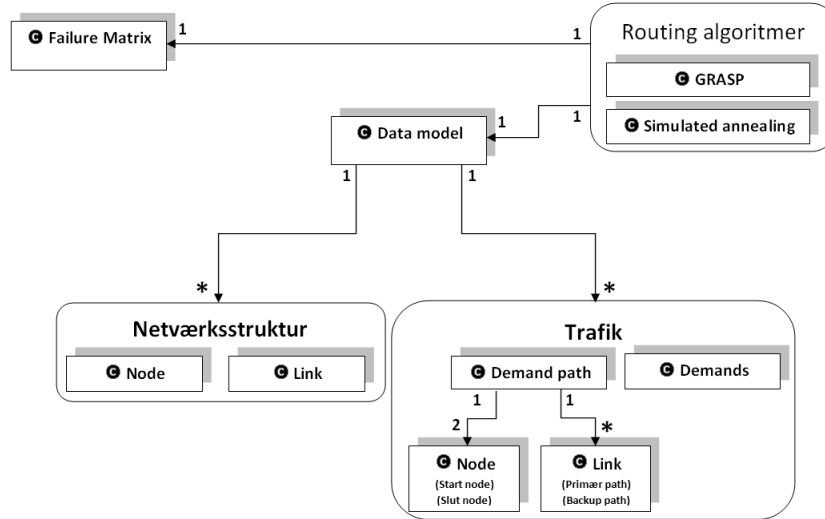 C Failure Matrix
1
1
Routing algoritmer
C GRASP
C Simulated annealing
1
1
C Data model
1
1
*
*
Netværksstruktur
C Node
C Link
Trafik
C Demand path
C Demands
1
1
2
*
C Node
(Start node)
(Slut node)
C Link
(Primær path)
(Backup path)